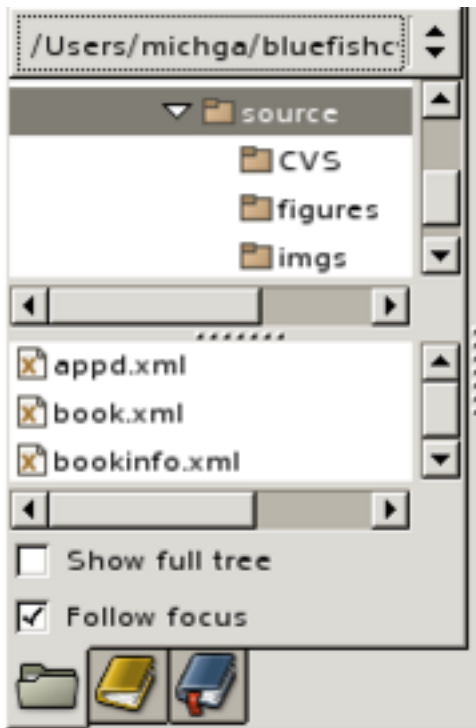 /Users/michga/bluefishc
source
CVS
figures
imgs
appd.xml
book.xml
bookinfo.xml
Show full tree
Follow focus